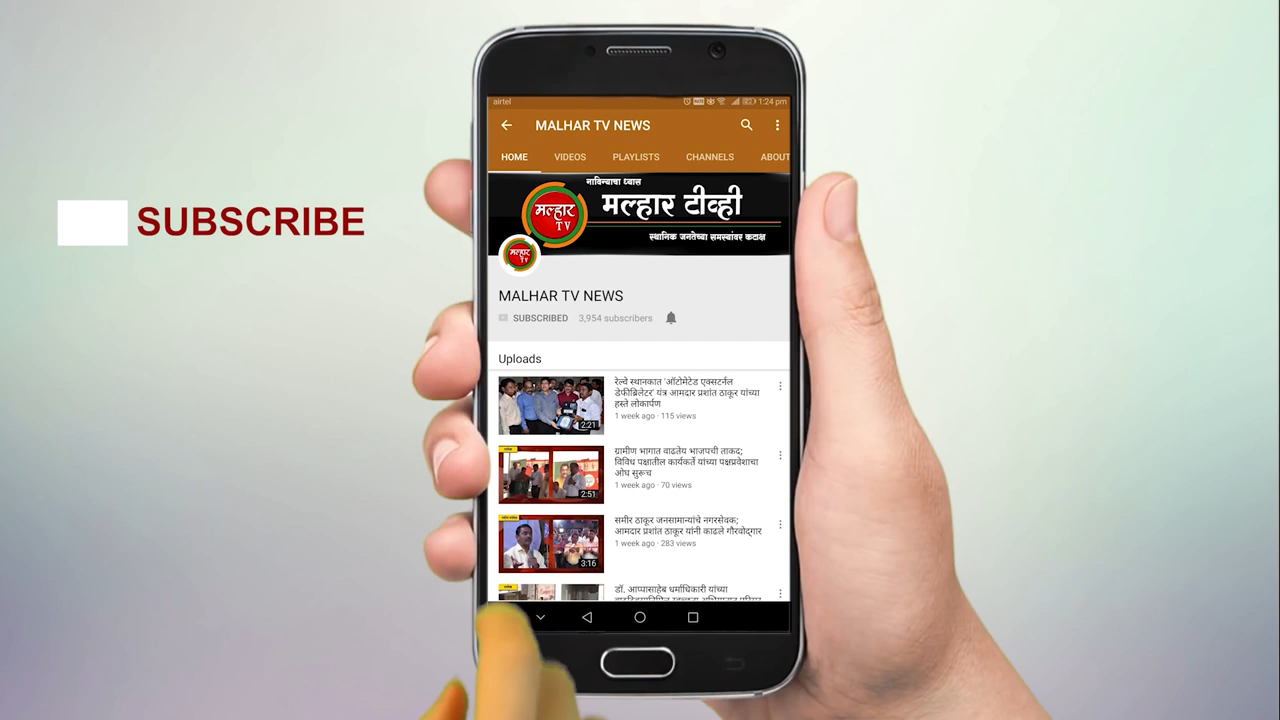 SUBSCRIBE
airtel
1:24 pm
MALHAR TV NEWS
HOME VIDEOS PLAYLISTS CHANNELS ABOUT
नाविन्याचा ध्यास
मल्हार टीव्ही
मल्हार
TV
स्थानिक जनतेच्या समस्यांवर कटाक्ष
मल्हार
TV
MALHAR TV NEWS
SUBSCRIBED 3,954 subscribers
Uploads
रेल्वे स्थानकात 'ऑटोमेटेड एक्सटर्नल
डेफीब्रिलेटर' यंत्र आमदार प्रशांत ठाकूर यांच्या
हस्ते लोकार्पण
1 week ago · 115 views
2:21
ग्रामीण भागात वाढतेय भाजपची ताकद;
विविध पक्षातील कार्यकर्ते यांच्या पक्षप्रवेशाचा
ओघ सुरूच
1 week ago · 70 views
2:51
समीर ठाकूर जनसामान्यांचे नगरसेवक;
आमदार प्रशांत ठाकूर यांनी काढले गौरवोद्गार
1 week ago · 283 views
3:16
डॉ. आप्पासाहेब धर्माधिकारी यांच्या